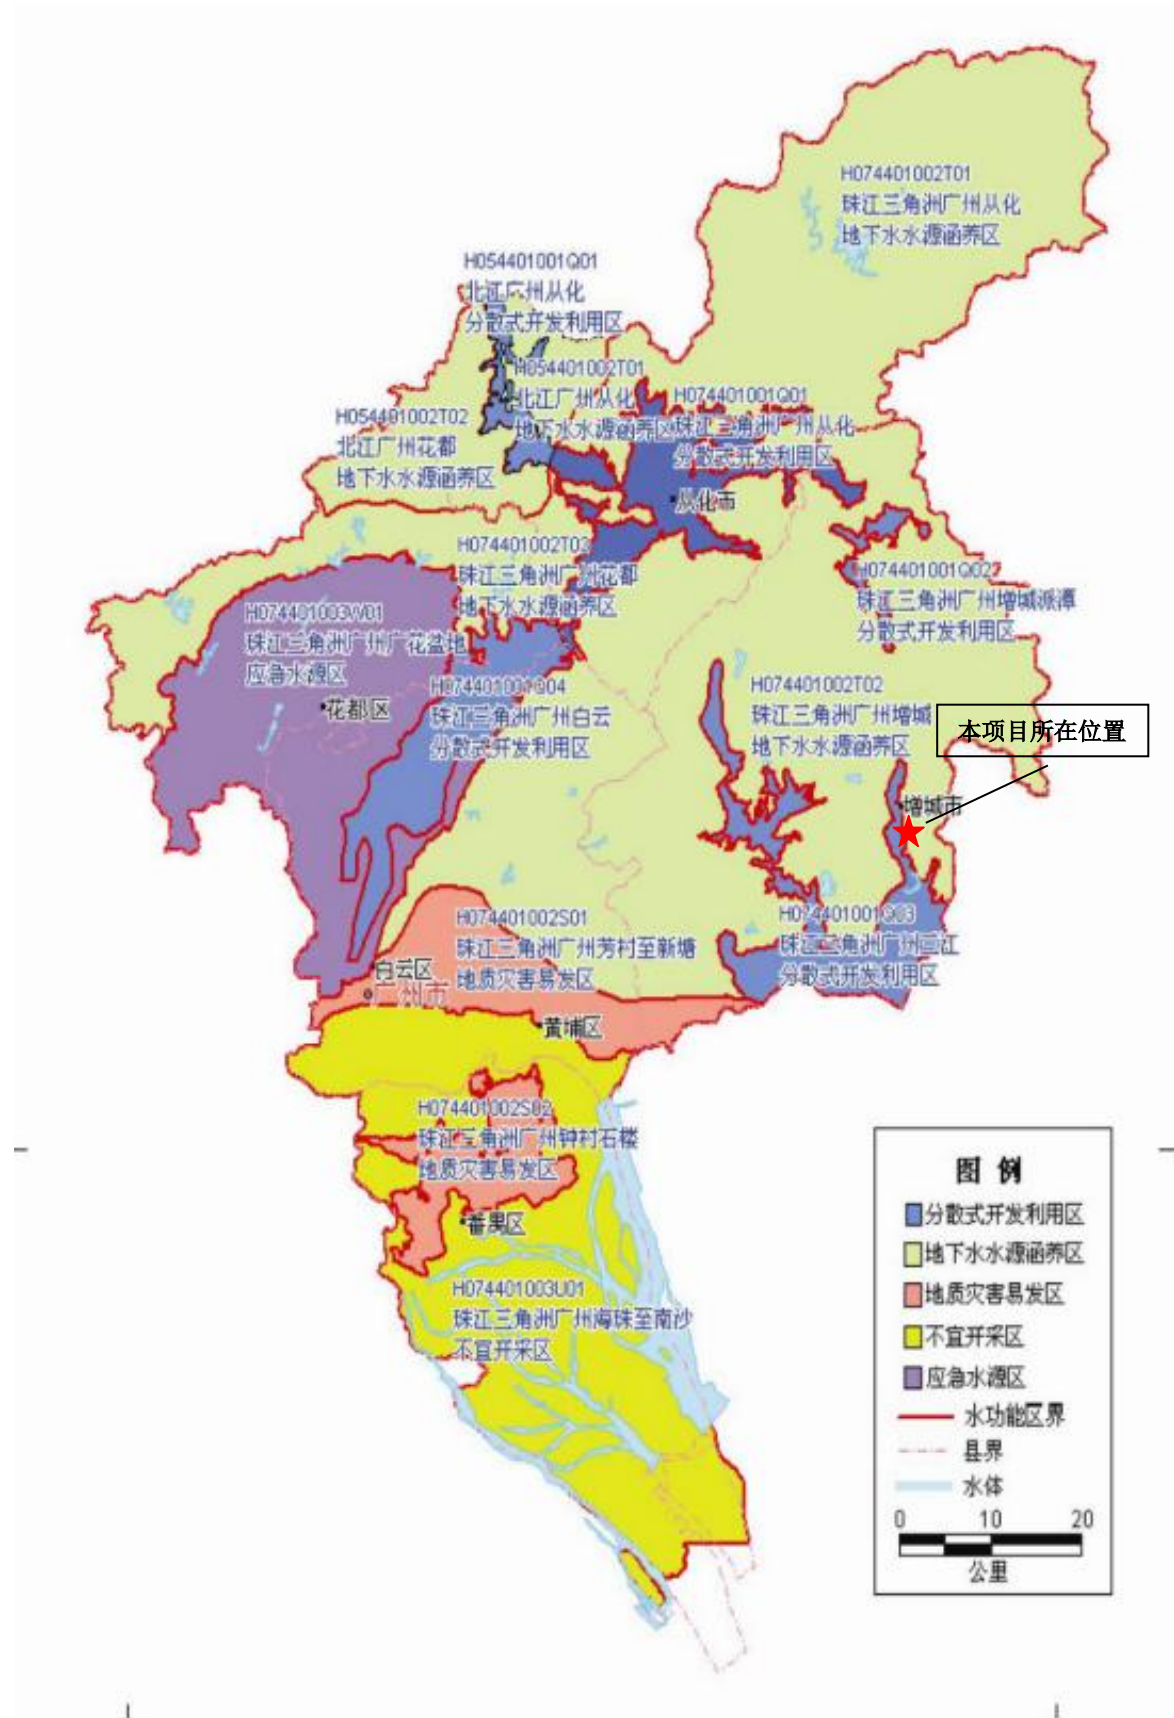 H074401002T01
珠江三角洲广州从化
地下水水源涵养区
H054401001Q01
北江广州从化
分散式开发利用区
H054401002T01
北江广州从化
地下水水源涵养区
H074401001Q01
珠江三角洲广州从化
分散式开发利用区
H054401002T02
北江广州花都
地下水水源涵养区
从化市
H074401002T03
珠江三角洲广州花都
地下水水源涵养区
H074401001Q02
珠江三角洲广州增城派潭
分散式开发利用区
H074401003W01
珠江三角洲广州广花盆地
应急水源区
花都区
H074401001Q04
珠江三角洲广州白云
分散式开发利用区
H074401002T02
珠江三角洲广州增城
地下水水源涵养区
本项目所在位置
增城市
H074401002S01
珠江三角洲广州芳村至新塘
地质灾害易发区
H074401001Q03
珠江三角洲广州三江
分散式开发利用区
白云区
广州市
黄埔区
H074401002S02
珠江三角洲广州钟村石楼
地质灾害易发区
番禺区
H074401003U01
珠江三角洲广州海珠至南沙
不宜开采区
图 例
分散式开发利用区
地下水水源涵养区
地质灾害易发区
不宜开采区
应急水源区
水功能区界
县界
水体
0 10 20
公里